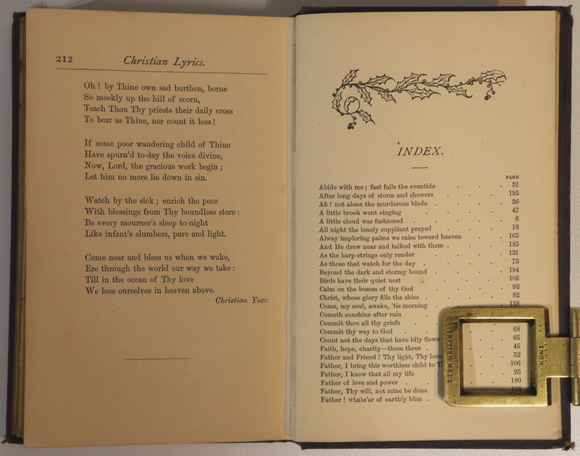 212 Christian Lyrics.
Oh! by Thine own sad burthen, borne
So meekly up the hill of scorn,
Teach Thou Thy priests their daily cross
To bear as Thine, nor count it loss!
If some poor wandering child of Thine
Have spurn'd to-day the voice divine,
Now, Lord, the gracious work begin;
Let him no more lie down in sin.
Watch by the sick; enrich the poor
With blessings from Thy boundless store:
Be every mourner's sleep to-night
Like infant's slumbers, pure and light.
Come near and bless us when we wake,
Ere through the world our way we take:
Till in the ocean of Thy love
We lose ourselves in heaven above.
Christian Year.
INDEX.
PAGE
Abide with me; fast falls the eventide 31
After long days of storm and showers 195
Ah! not alone the murderous blade 36
A little brook went singing 47
A little cloud was fashioned 6
All night the lonely suppliant prayed 18
Alway imploring palms we raise toward heaven 163
And He drew near and talked with them 185
As the harp-strings only render 131
As those that watch for the day 73
Beyond the dark and stormy bound 194
Birds have their quiet nest 105
Calm on the bosom of thy God 92
Christ, whose glory fills the skies 82
Come, my soul, awake, 'tis morning 138
Cometh sunshine after rain
Commit thou all thy griefs
Commit thy way to God 68
Count not the days that have idly flown 65
Faith, hope, charity—these three 45
Father and Friend! Thy light, Thy love 52
Father, I bring this worthless child to 106
Father, I know that all my life 25
Father of love and power 180
Father, Thy will, not mine be done
Father! whate'er of earthly bliss